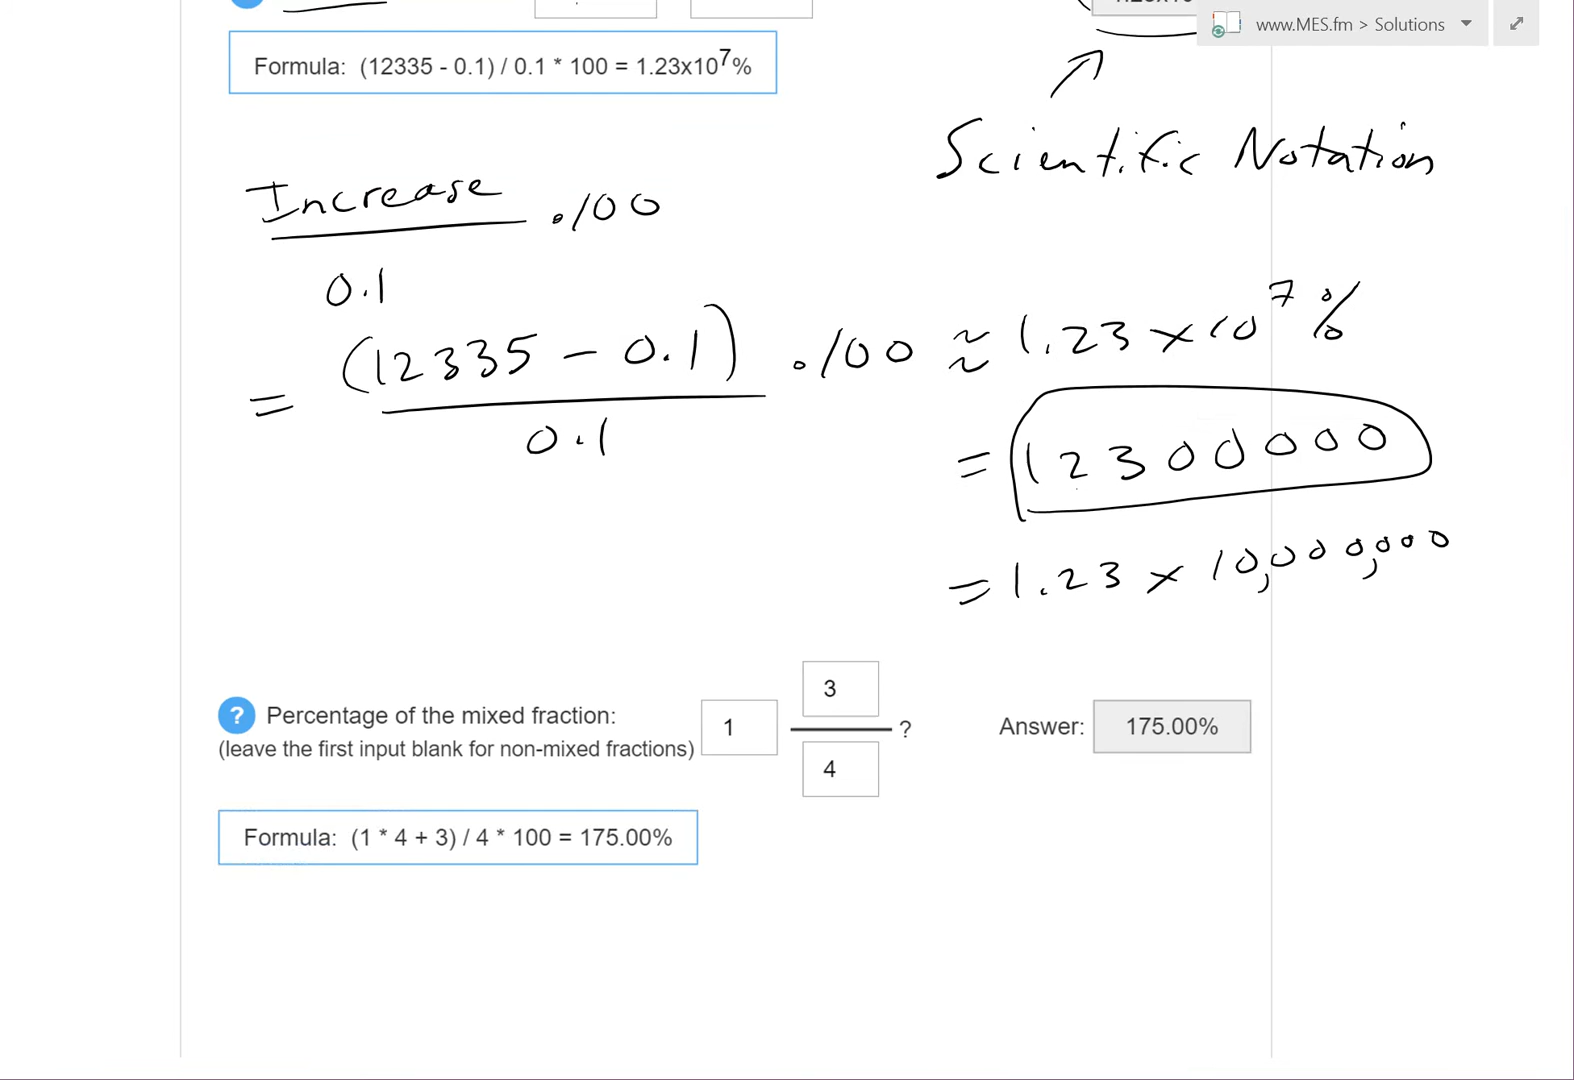 www.MES.fm > Solutions
Formula: (12335 - 0.1) / 0.1 * 100 = 1.23x10⁷%
Scientific Notation
Increase .100
0.1
= (12335 - 0.1) .100 ≈ 1.23 x 10⁷ %
0.1
= 12300000
= 1.23 x 10,000,000
? Percentage of the mixed fraction:
(leave the first input blank for non-mixed fractions)
1
3
4
?
Answer: 175.00%
Formula: (1 * 4 + 3) / 4 * 100 = 175.00%